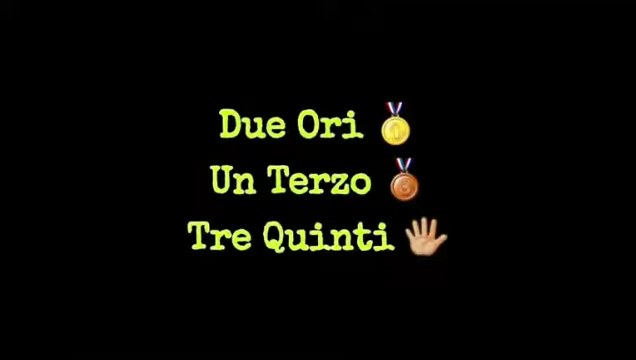 Due Ori 🥇
Un Terzo 🥉
Tre Quinti 🖐🏼